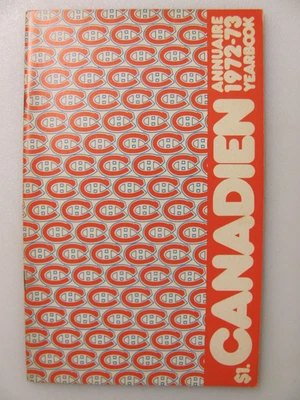 $1.
CANADIEN
ANNUAIRE
1972-73
YEARBOOK